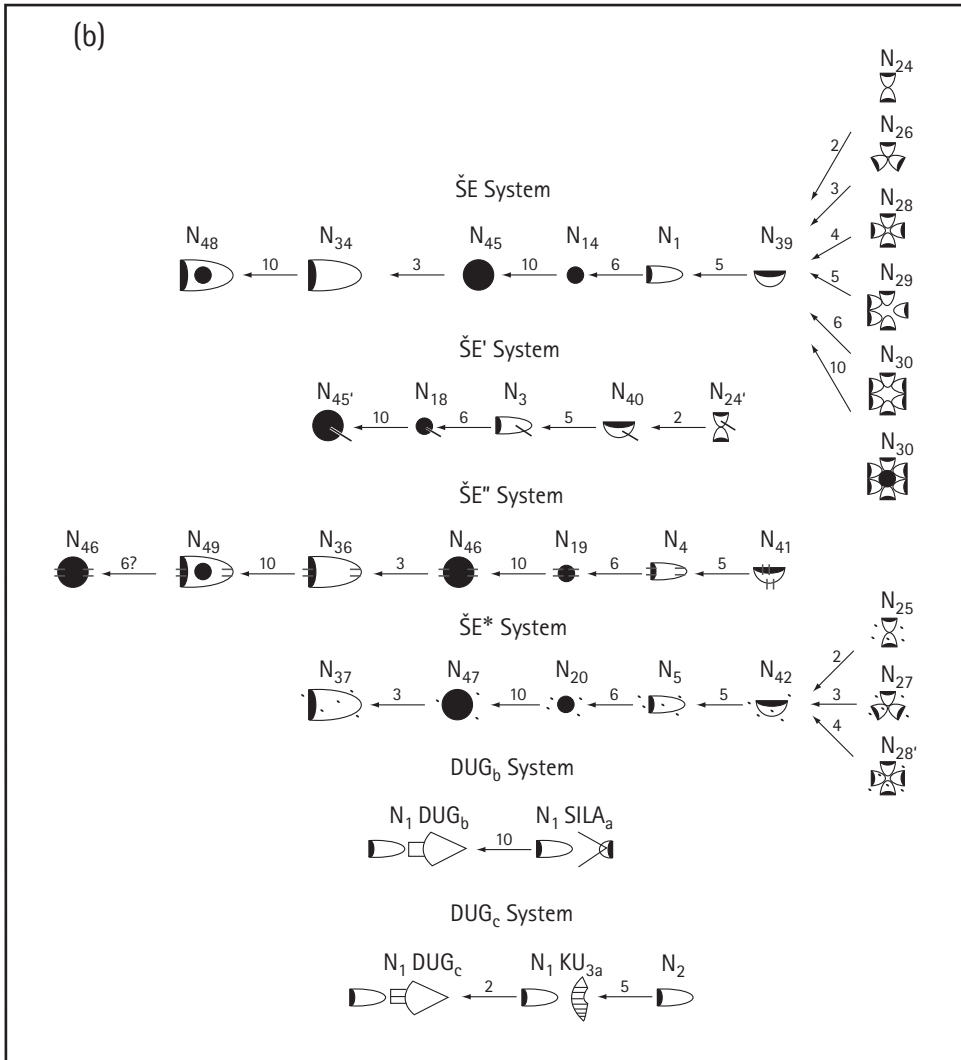 (b)
N24
N26
2
3
N28
ŠE System
4
N48 N34 N45 N14 N1 N39
5
N29
10 3 10 6 5
6
ŠE' System
10
N30
N45' N18 N3 N40 N24'
10 6 5 2
N30
ŠE" System
N46 N49 N36 N46 N19 N4 N41
6? 10 3 10 6 5
N25
ŠE* System
2
N37 N47 N20 N5 N42
N27
3 10 6 5 3
4
N28'
DUGb System
N1 DUGb N1 SILAa
10
DUGc System
N1 DUGc N1 KU3a N2
2 5